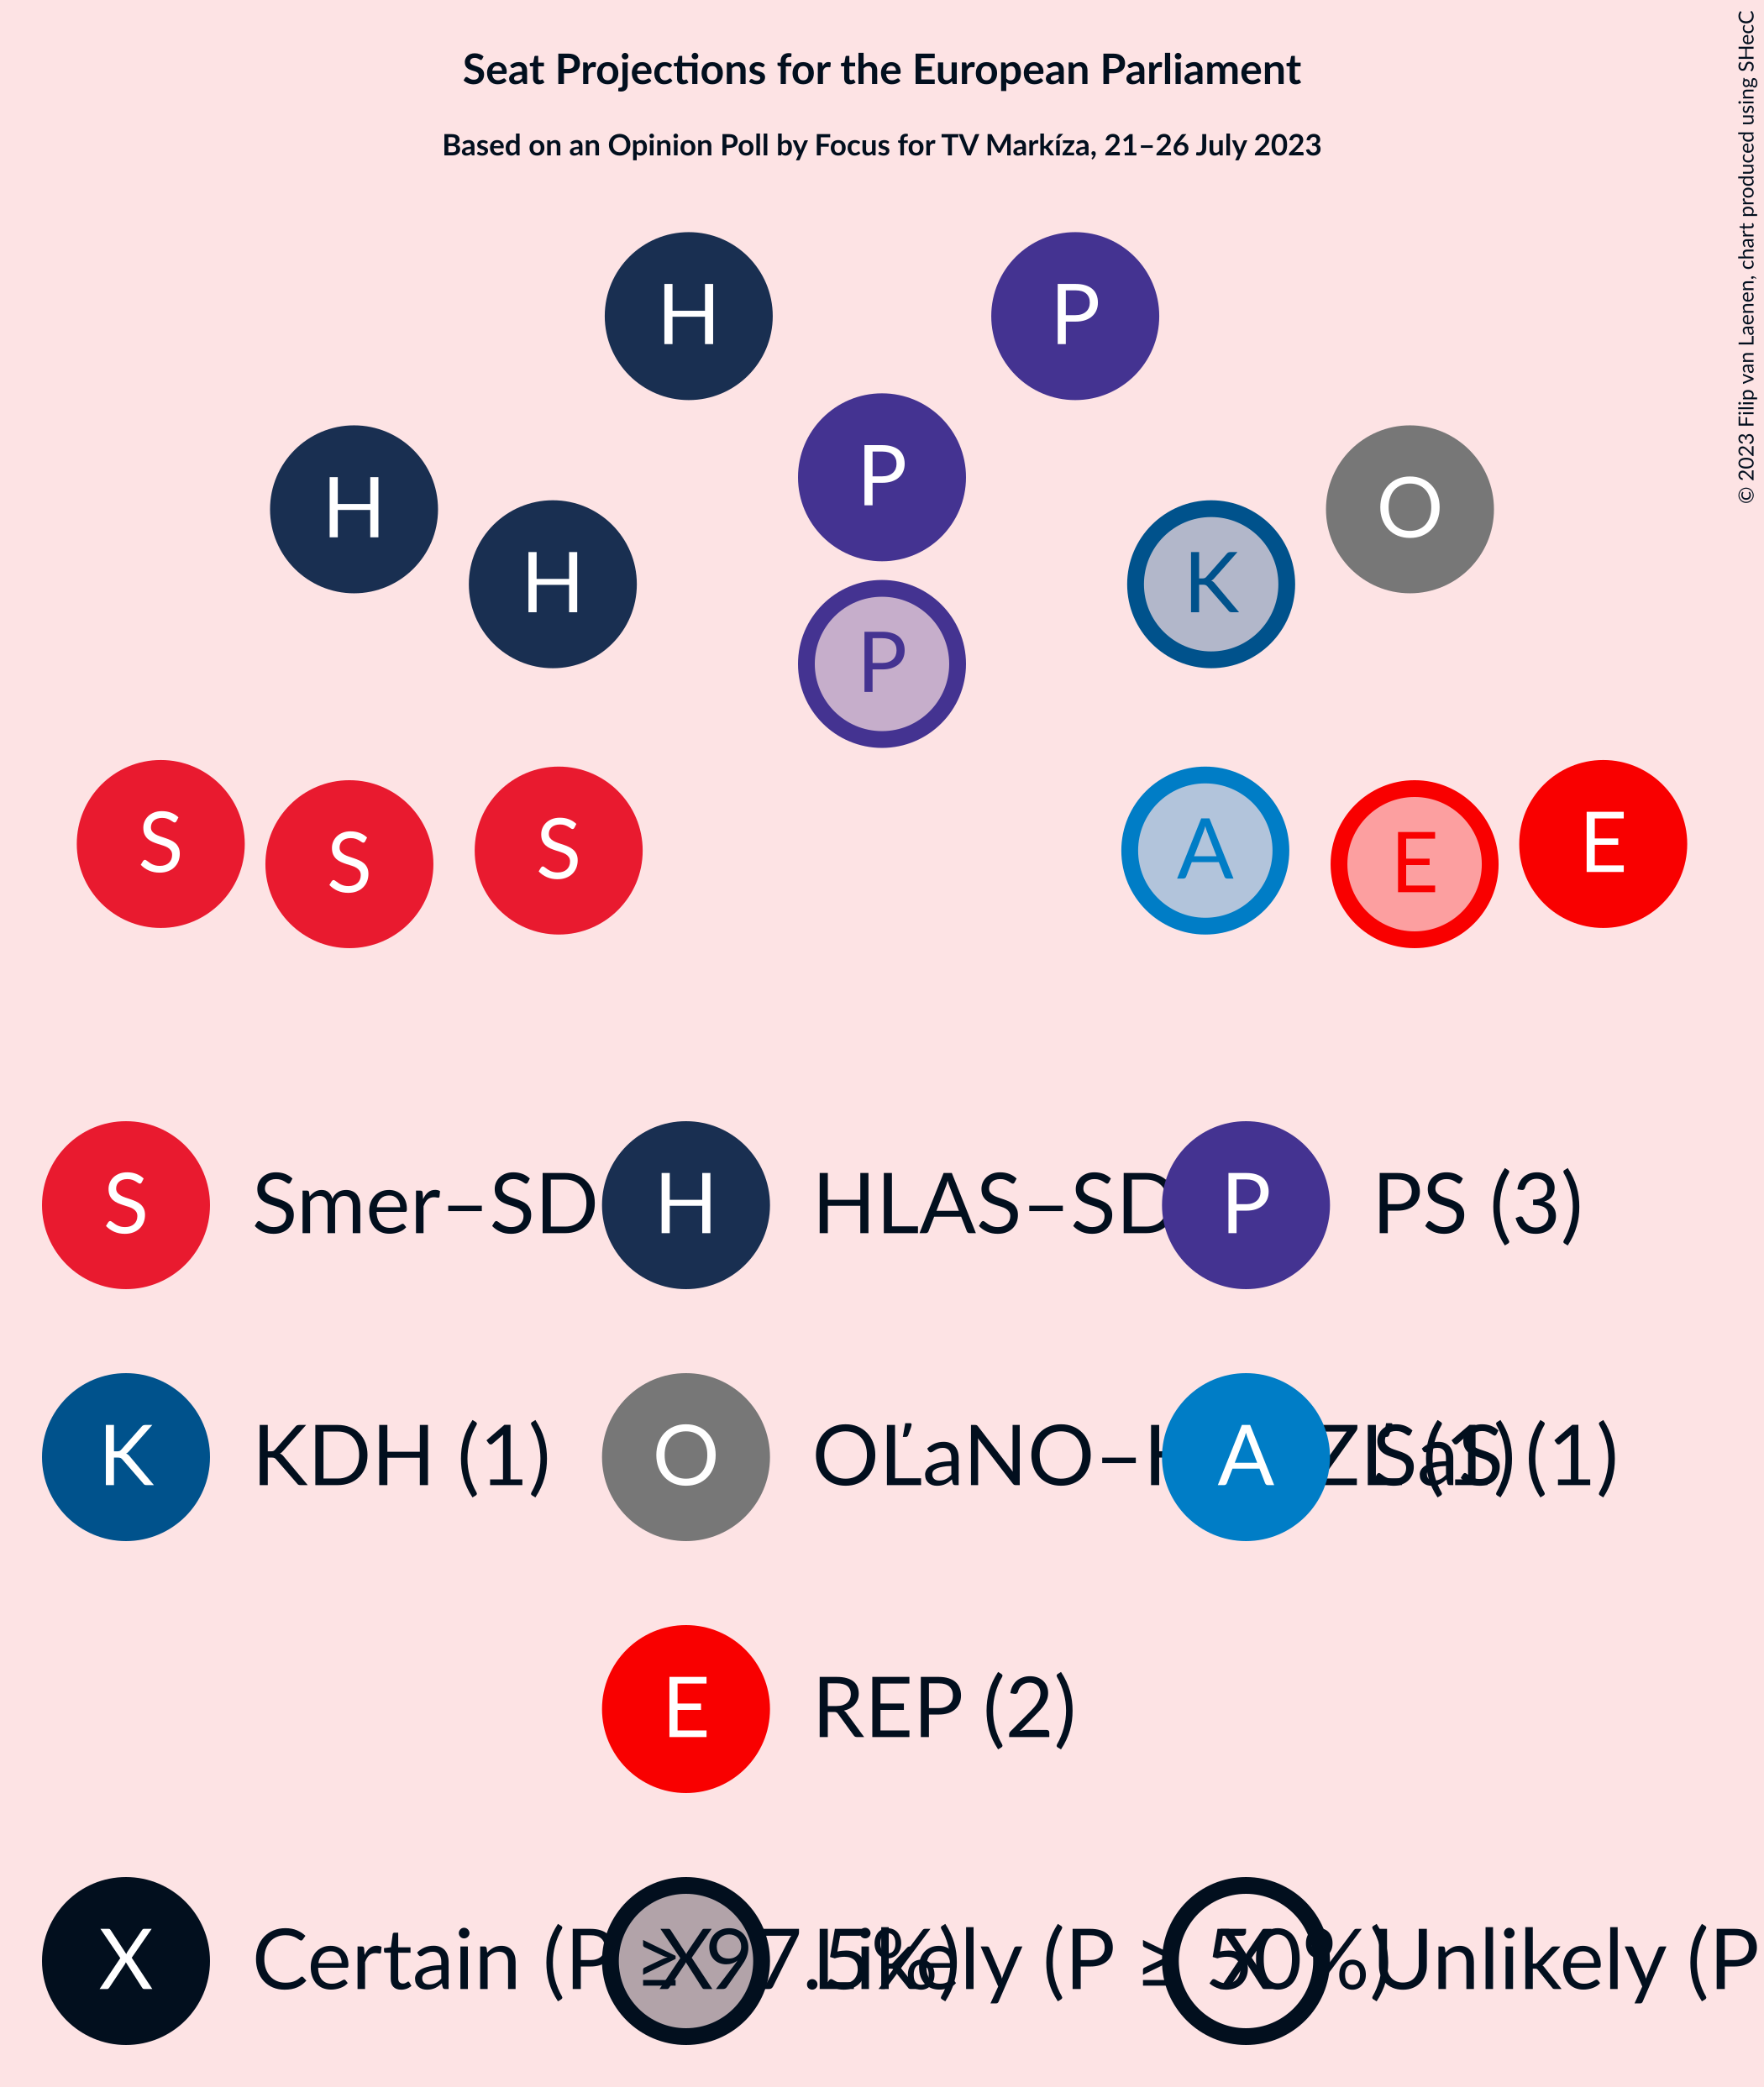 Seat Projections for the European Parliament
Based on an Opinion Poll by Focus for TV Markíza, 21–26 July 2023
© 2023 Filip van Laenen, chart produced using SHecC
H P
P
H O
H K
P
S E
S S A E
S Smer–SD H HLAS–SD P PS (3)
K KDH (1) O OĽaNO– A SaS (1)
E REP (2)
X Certain (P ≥ 97.5%) X Likely (P ≥ 50%) X Unlikely (P